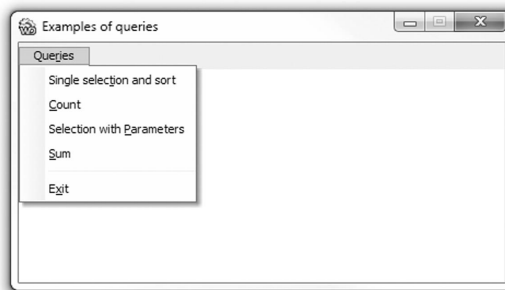 Examples of queries
Queries
Single selection and sort
Count
Selection with Parameters
Sum
Exit